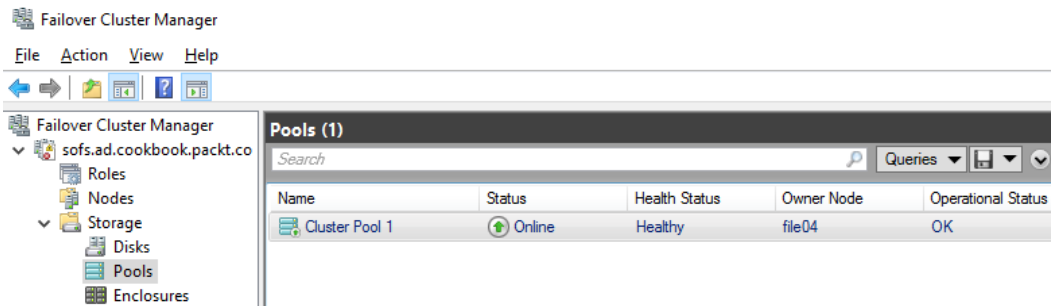 Failover Cluster Manager
File Action View Help
Failover Cluster Manager
sofs.ad.cookbook.packt.co
Roles
Nodes
Storage
Disks
Pools
Enclosures
Pools (1)
Search Queries
Name Status Health Status Owner Node Operational Status
Cluster Pool 1 Online Healthy file04 OK